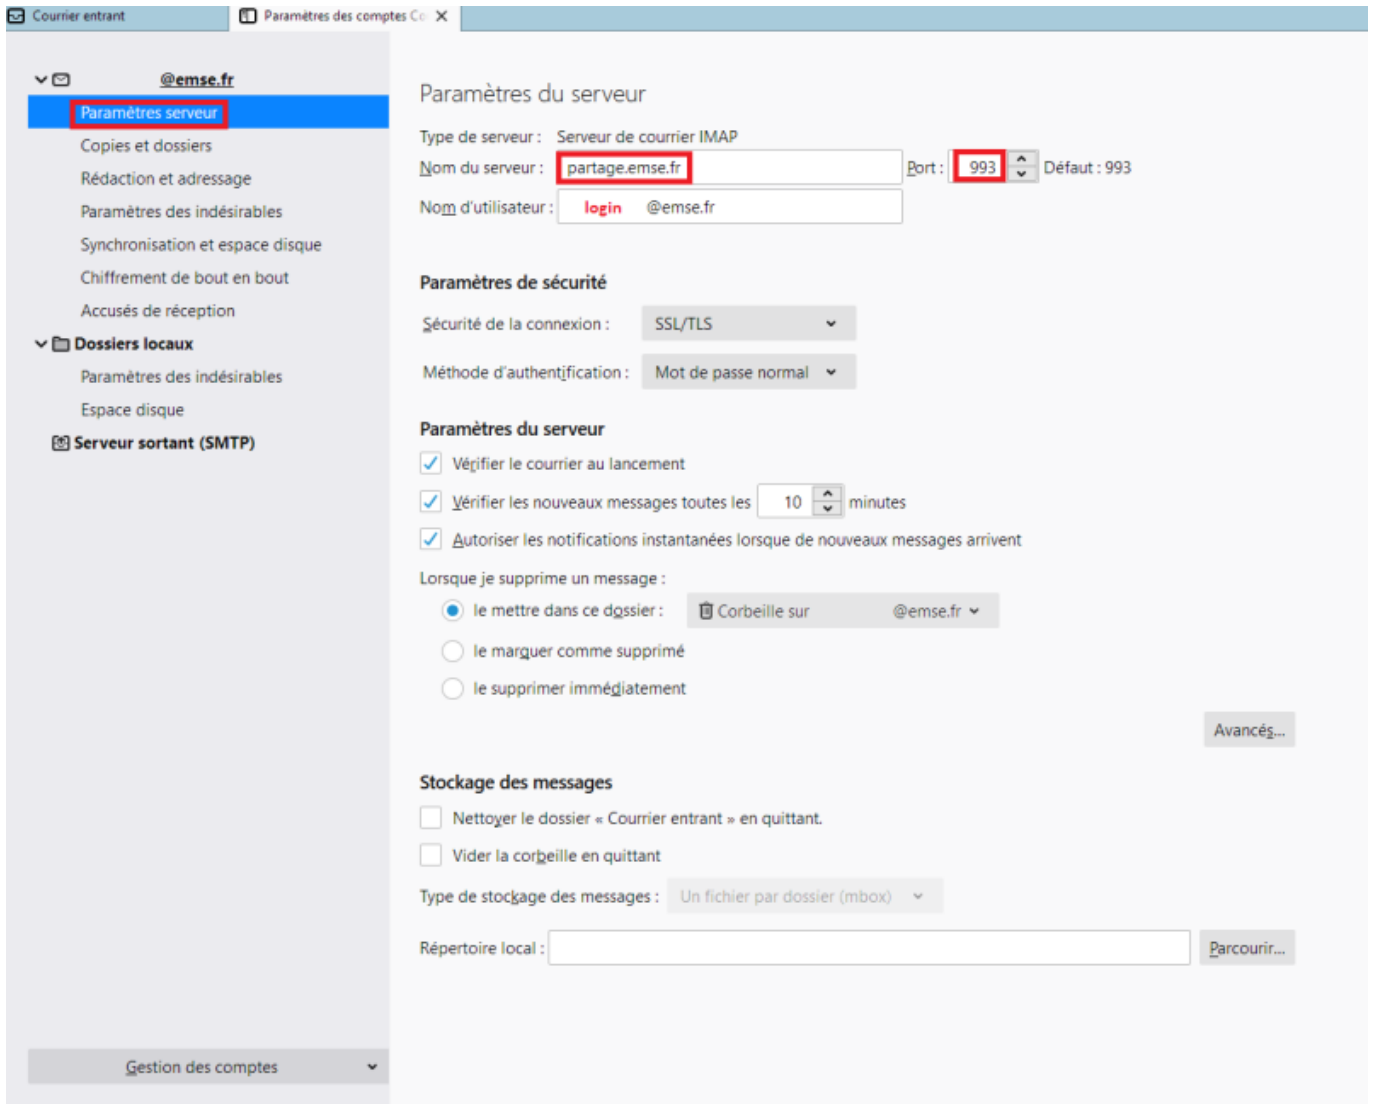 Courrier entrant
Paramètres des comptes Co
@emse.fr
Paramètres serveur
Copies et dossiers
Rédaction et adressage
Paramètres des indésirables
Synchronisation et espace disque
Chiffrement de bout en bout
Accusés de réception
Dossiers locaux
Paramètres des indésirables
Espace disque
Serveur sortant (SMTP)
Gestion des comptes
Paramètres du serveur
Type de serveur : Serveur de courrier IMAP
Nom du serveur : partage.emse.fr Port : 993 Défaut : 993
Nom d'utilisateur : login @emse.fr
Paramètres de sécurité
Sécurité de la connexion : SSL/TLS
Méthode d'authentification : Mot de passe normal
Paramètres du serveur
Vérifier le courrier au lancement
Vérifier les nouveaux messages toutes les 10 minutes
Autoriser les notifications instantanées lorsque de nouveaux messages arrivent
Lorsque je supprime un message :
le mettre dans ce dossier : Corbeille sur @emse.fr
le marquer comme supprimé
le supprimer immédiatement
Avancés...
Stockage des messages
Nettoyer le dossier « Courrier entrant » en quittant.
Vider la corbeille en quittant
Type de stockage des messages : Un fichier par dossier (mbox)
Répertoire local : Parcourir...